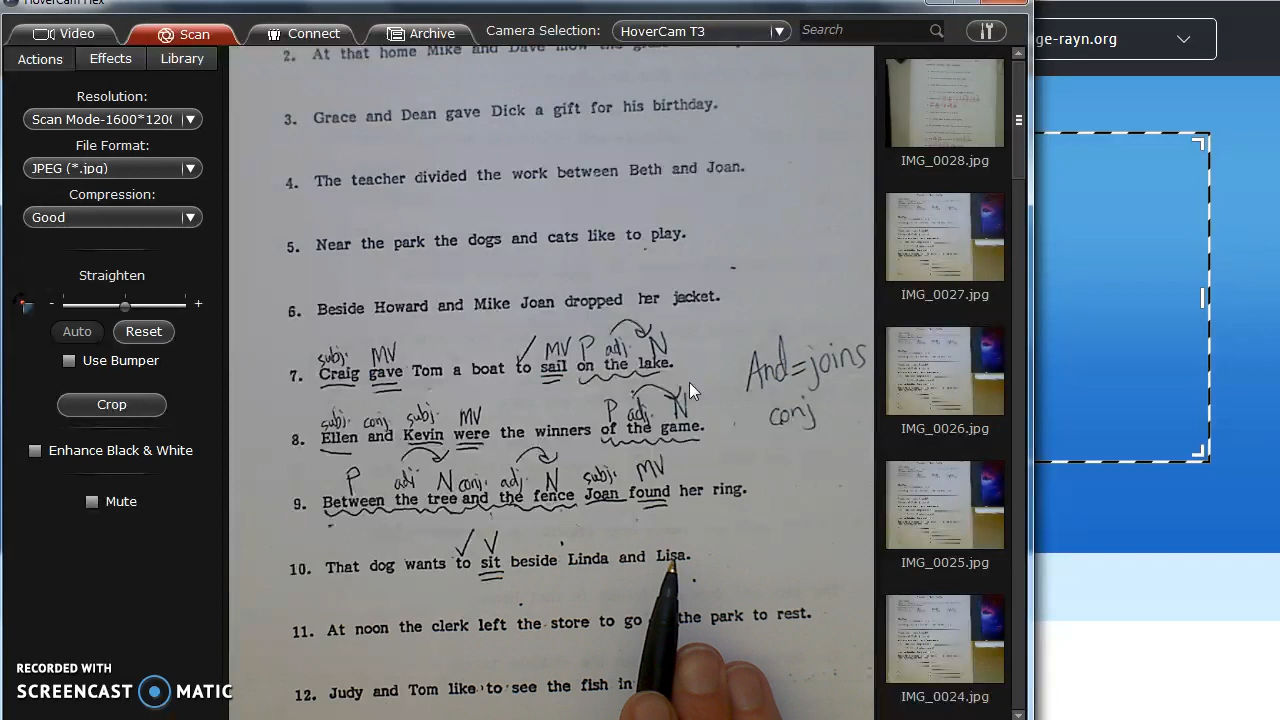 HoverCam Flex
Video
Scan
Connect
Archive
Camera Selection:
HoverCam T3
Search
ge-rayn.org
Actions
Effects
Library
Resolution:
Scan Mode-1600*1200
File Format:
JPEG (*.jpg)
Compression:
Good
Straighten
- +
Auto
Reset
Use Bumper
Crop
Enhance Black & White
Mute
RECORDED WITH
SCREENCAST MATIC
2. At that home Mike and Dave mow the
3. Grace and Dean gave Dick a gift for his birthday.
4. The teacher divided the work between Beth and Joan.
5. Near the park the dogs and cats like to play.
6. Beside Howard and Mike Joan dropped her jacket.
subj. MV MV P adj. N
7. Craig gave Tom a boat to sail on the lake.
And=joins
conj
subj. conj. subj. MV P adj. N
8. Ellen and Kevin were the winners of the game.
P adj N conj. adj. N subj. MV
9. Between the tree and the fence Joan found her ring.
V
10. That dog wants to sit beside Linda and Lisa.
11. At noon the clerk left the store to go the park to rest.
12. Judy and Tom like to see the fish in
IMG_0028.jpg
IMG_0027.jpg
IMG_0026.jpg
IMG_0025.jpg
IMG_0024.jpg